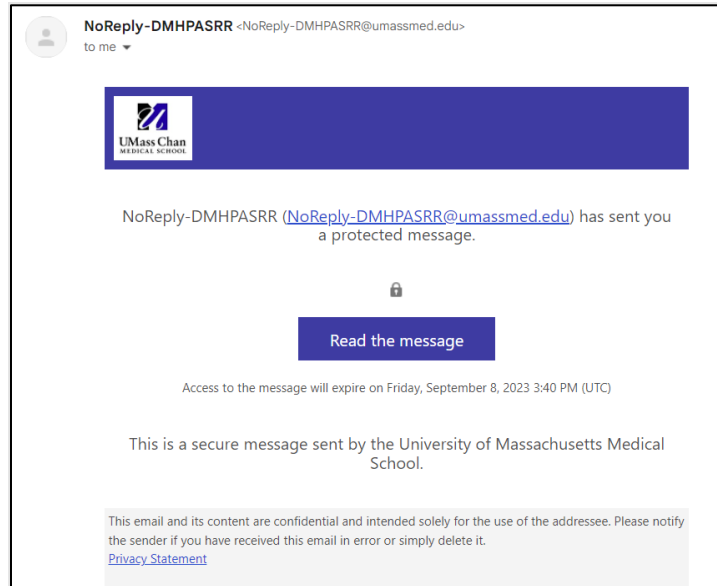 NoReply-DMHPASRR <NoReply-DMHPASRR@umassmed.edu>
to me
UMass Chan
MEDICAL SCHOOL
NoReply-DMHPASRR (NoReply-DMHPASRR@umassmed.edu) has sent you
a protected message.
Read the message
Access to the message will expire on Friday, September 8, 2023 3:40 PM (UTC)
This is a secure message sent by the University of Massachusetts Medical
School.
This email and its content are confidential and intended solely for the use of the addressee. Please notify
the sender if you have received this email in error or simply delete it.
Privacy Statement